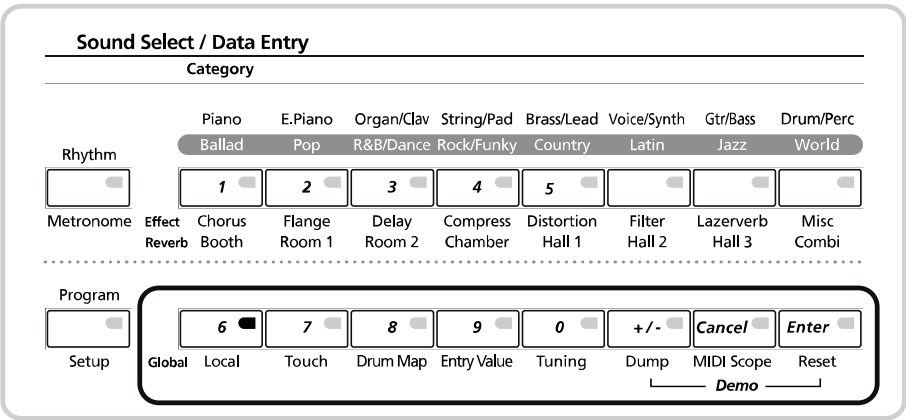 Sound Select / Data Entry
Category
Piano E.Piano Organ/Clav String/Pad Brass/Lead Voice/Synth Gtr/Bass Drum/Perc
Ballad Pop R&B/Dance Rock/Funky Country Latin Jazz World
Rhythm
1 2 3 4 5
Metronome Effect Chorus Flange Delay Compress Distortion Filter Lazerverb Misc
Reverb Booth Room 1 Room 2 Chamber Hall 1 Hall 2 Hall 3 Combi
Program
6 7 8 9 0 +/- Cancel Enter
Setup Global Local Touch Drum Map Entry Value Tuning Dump MIDI Scope Reset
Demo